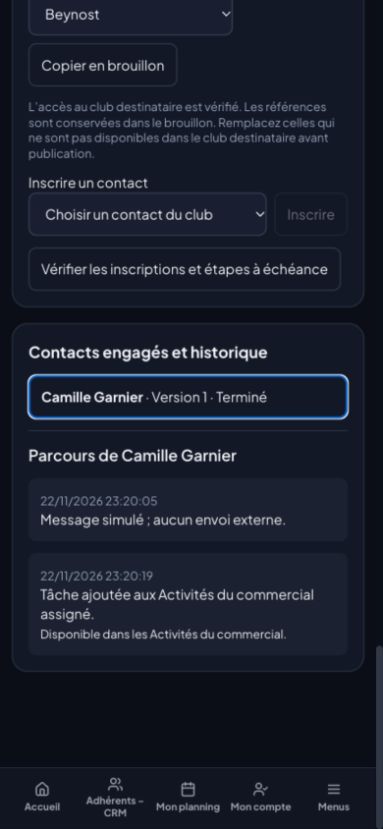 Beynost
Copier en brouillon
L'accès au club destinataire est vérifié. Les références
sont conservées dans le brouillon. Remplacez celles qui
ne sont pas disponibles dans le club destinataire avant
publication.
Inscrire un contact
Choisir un contact du club
Inscrire
Vérifier les inscriptions et étapes à échéance
Contacts engagés et historique
Camille Garnier · Version 1 · Terminé
Parcours de Camille Garnier
22/11/2026 23:20:05
Message simulé ; aucun envoi externe.
22/11/2026 23:20:19
Tâche ajoutée aux Activités du commercial
assigné.
Disponible dans les Activités du commercial.
Accueil
Adhérents –
CRM
Mon planning
Mon compte
Menus